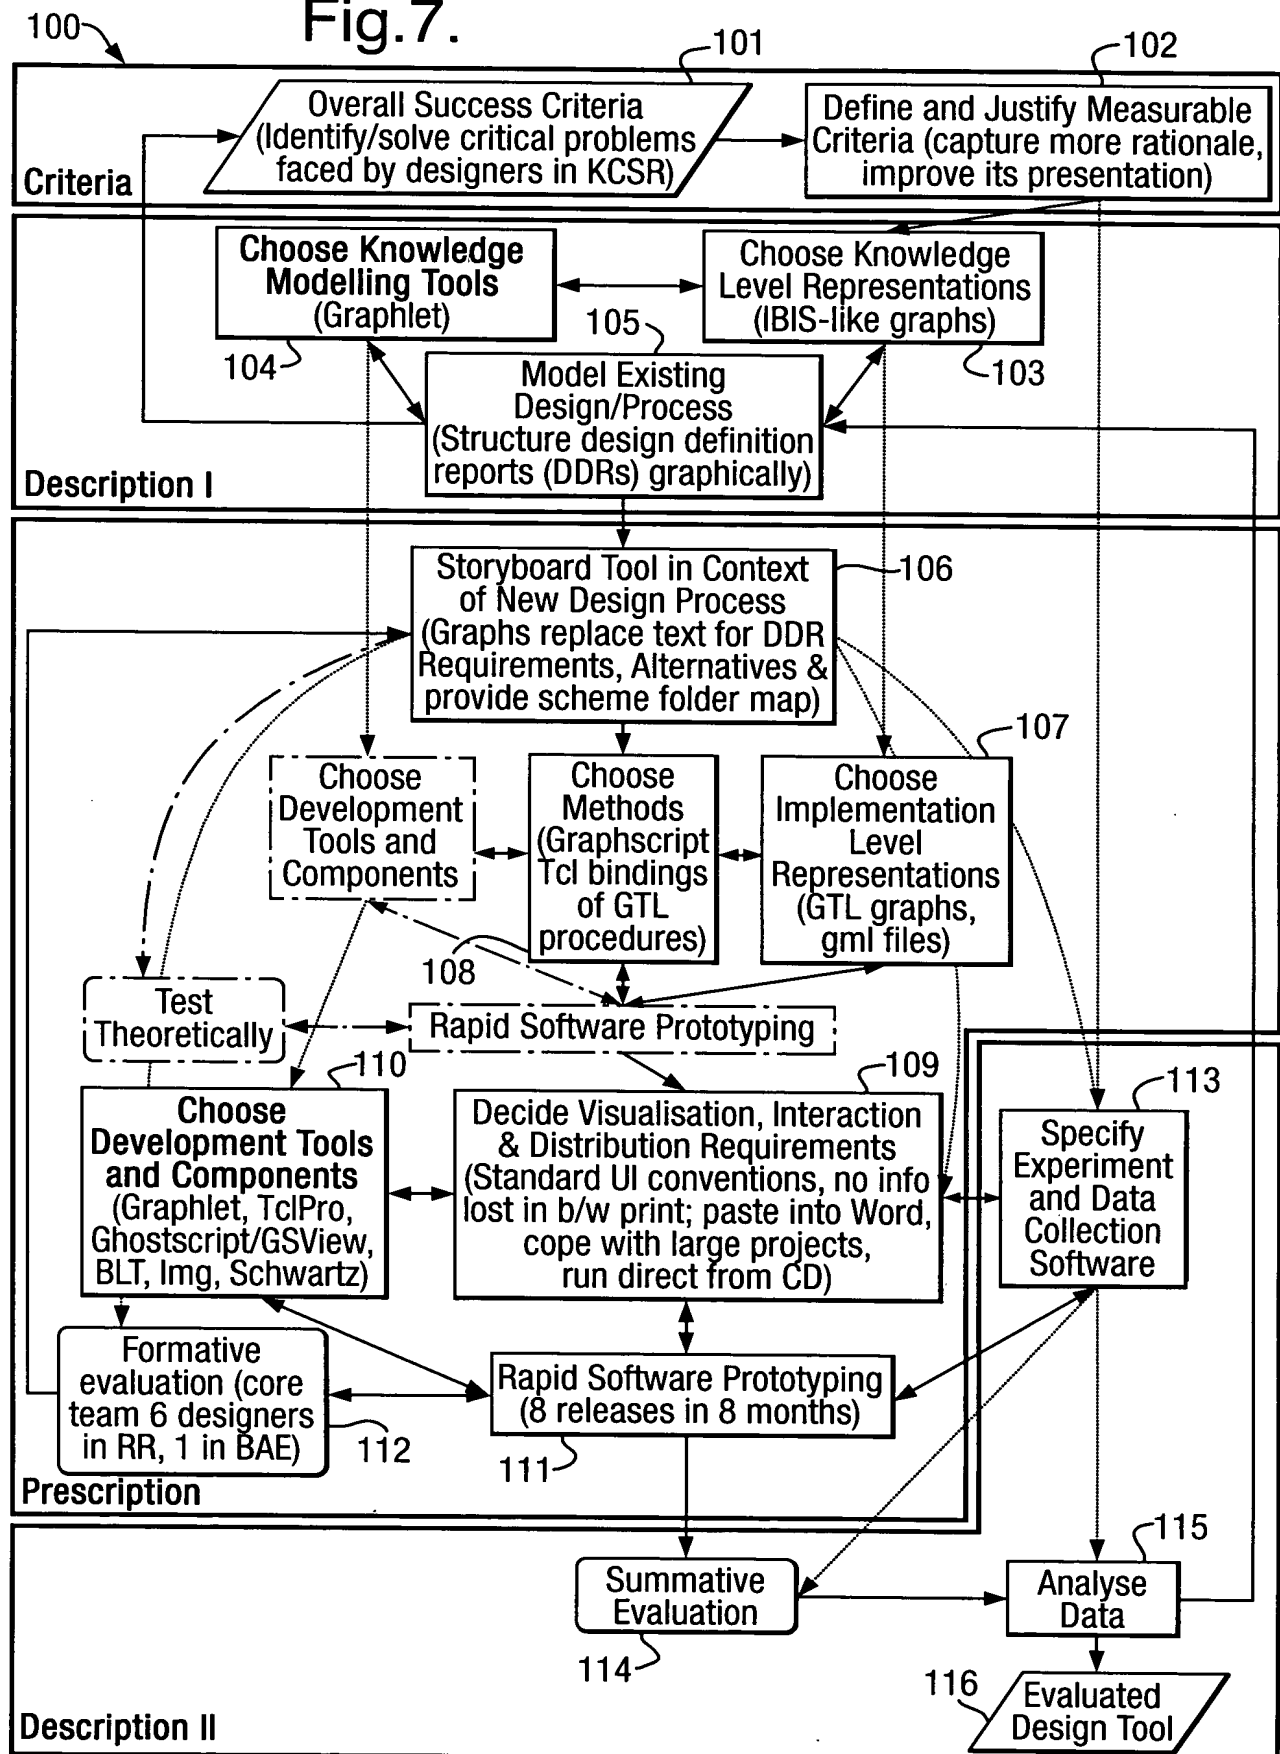 Fig.7.
100
101
102
Overall Success Criteria
(Identify/solve critical problems
faced by designers in KCSR)
Define and Justify Measurable
Criteria (capture more rationale,
improve its presentation)
Criteria
Choose Knowledge
Modelling Tools
(Graphlet)
104
Choose Knowledge
Level Representations
(IBIS-like graphs)
103
105
Model Existing
Design/Process
(Structure design definition
reports (DDRs) graphically)
Description I
Storyboard Tool in Context
of New Design Process
(Graphs replace text for DDR
Requirements, Alternatives &
provide scheme folder map)
106
107
Choose
Development
Tools and
Components
Choose
Methods
(Graphscript
Tcl bindings
of GTL
procedures)
108
Choose
Implementation
Level
Representations
(GTL graphs,
gml files)
Test
Theoretically
Rapid Software Prototyping
110
Choose
Development Tools
and Components
(Graphlet, TclPro,
Ghostscript/GSView,
BLT, Img, Schwartz)
109
Decide Visualisation, Interaction
& Distribution Requirements
(Standard UI conventions, no info
lost in b/w print; paste into Word,
cope with large projects,
run direct from CD)
113
Specify
Experiment
and Data
Collection
Software
Formative
evaluation (core
team 6 designers
in RR, 1 in BAE)
112
Rapid Software Prototyping
(8 releases in 8 months)
111
Prescription
Summative
Evaluation
114
115
Analyse
Data
116
Evaluated
Design Tool
Description II